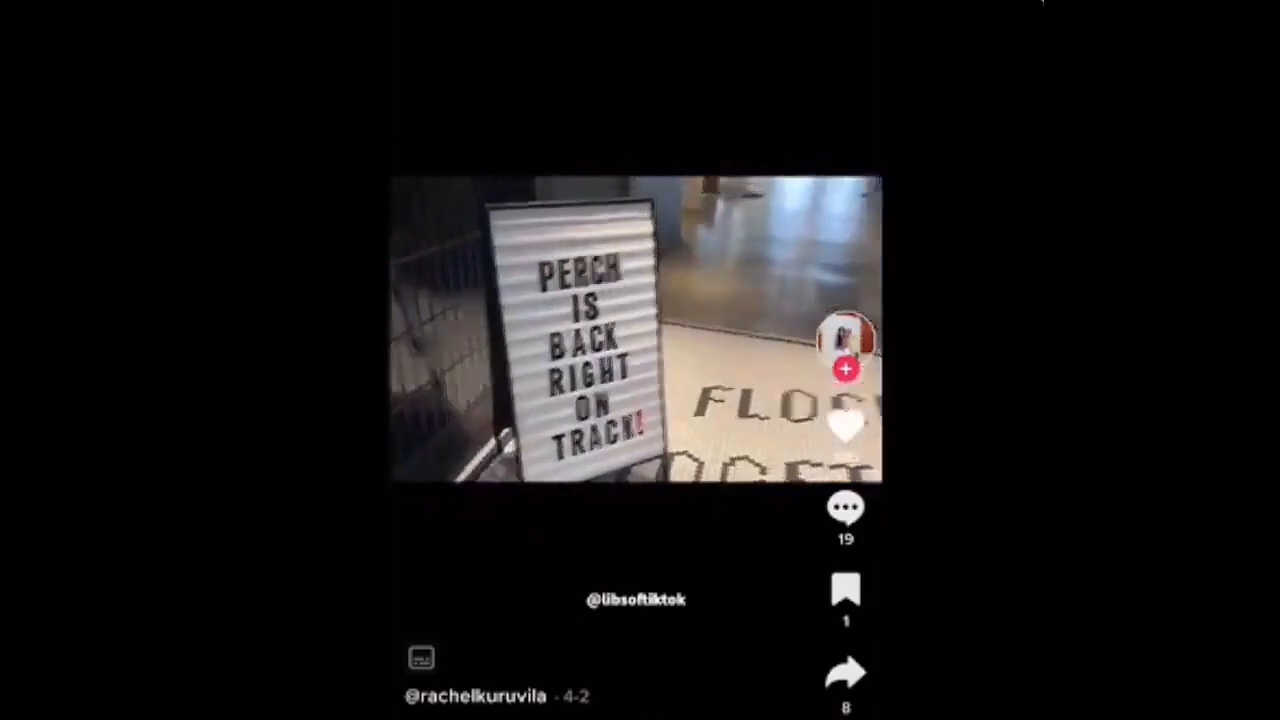 PERCH
IS
BACK
RIGHT
ON
TRACK!
19
@libsoftiktok
1
@rachelkuruvila · 4-2
8